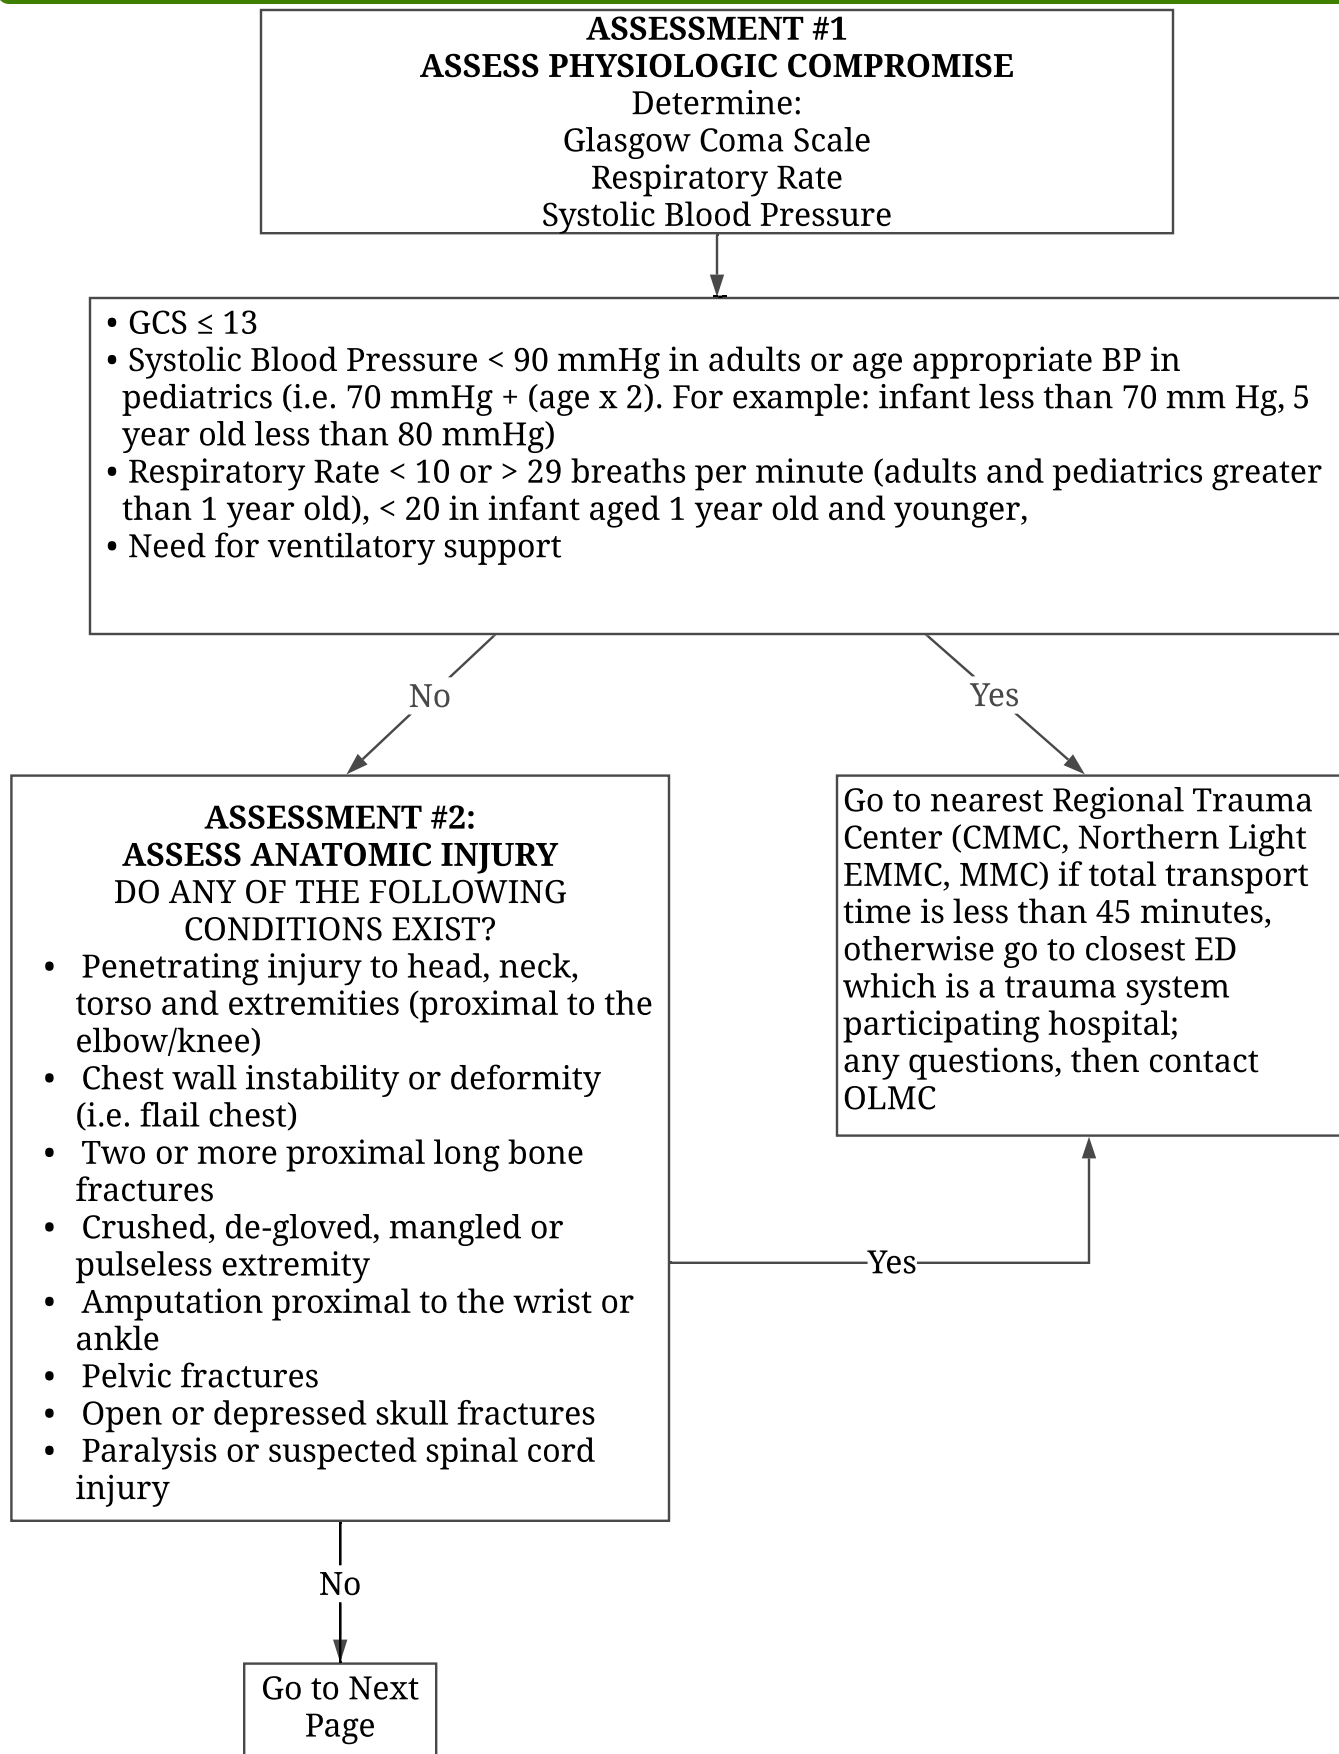 ASSESSMENT #1
ASSESS PHYSIOLOGIC COMPROMISE
Determine:
Glasgow Coma Scale
Respiratory Rate
Systolic Blood Pressure
• GCS ≤ 13
• Systolic Blood Pressure < 90 mmHg in adults or age appropriate BP in
pediatrics (i.e. 70 mmHg + (age x 2). For example: infant less than 70 mm Hg, 5
year old less than 80 mmHg)
• Respiratory Rate < 10 or > 29 breaths per minute (adults and pediatrics greater
than 1 year old), < 20 in infant aged 1 year old and younger,
• Need for ventilatory support
No
Yes
ASSESSMENT #2:
ASSESS ANATOMIC INJURY
DO ANY OF THE FOLLOWING
CONDITIONS EXIST?
• Penetrating injury to head, neck,
torso and extremities (proximal to the
elbow/knee)
• Chest wall instability or deformity
(i.e. flail chest)
• Two or more proximal long bone
fractures
• Crushed, de-gloved, mangled or
pulseless extremity
• Amputation proximal to the wrist or
ankle
• Pelvic fractures
• Open or depressed skull fractures
• Paralysis or suspected spinal cord
injury
Go to nearest Regional Trauma
Center (CMMC, Northern Light
EMMC, MMC) if total transport
time is less than 45 minutes,
otherwise go to closest ED
which is a trauma system
participating hospital;
any questions, then contact
OLMC
Yes
No
Go to Next
Page